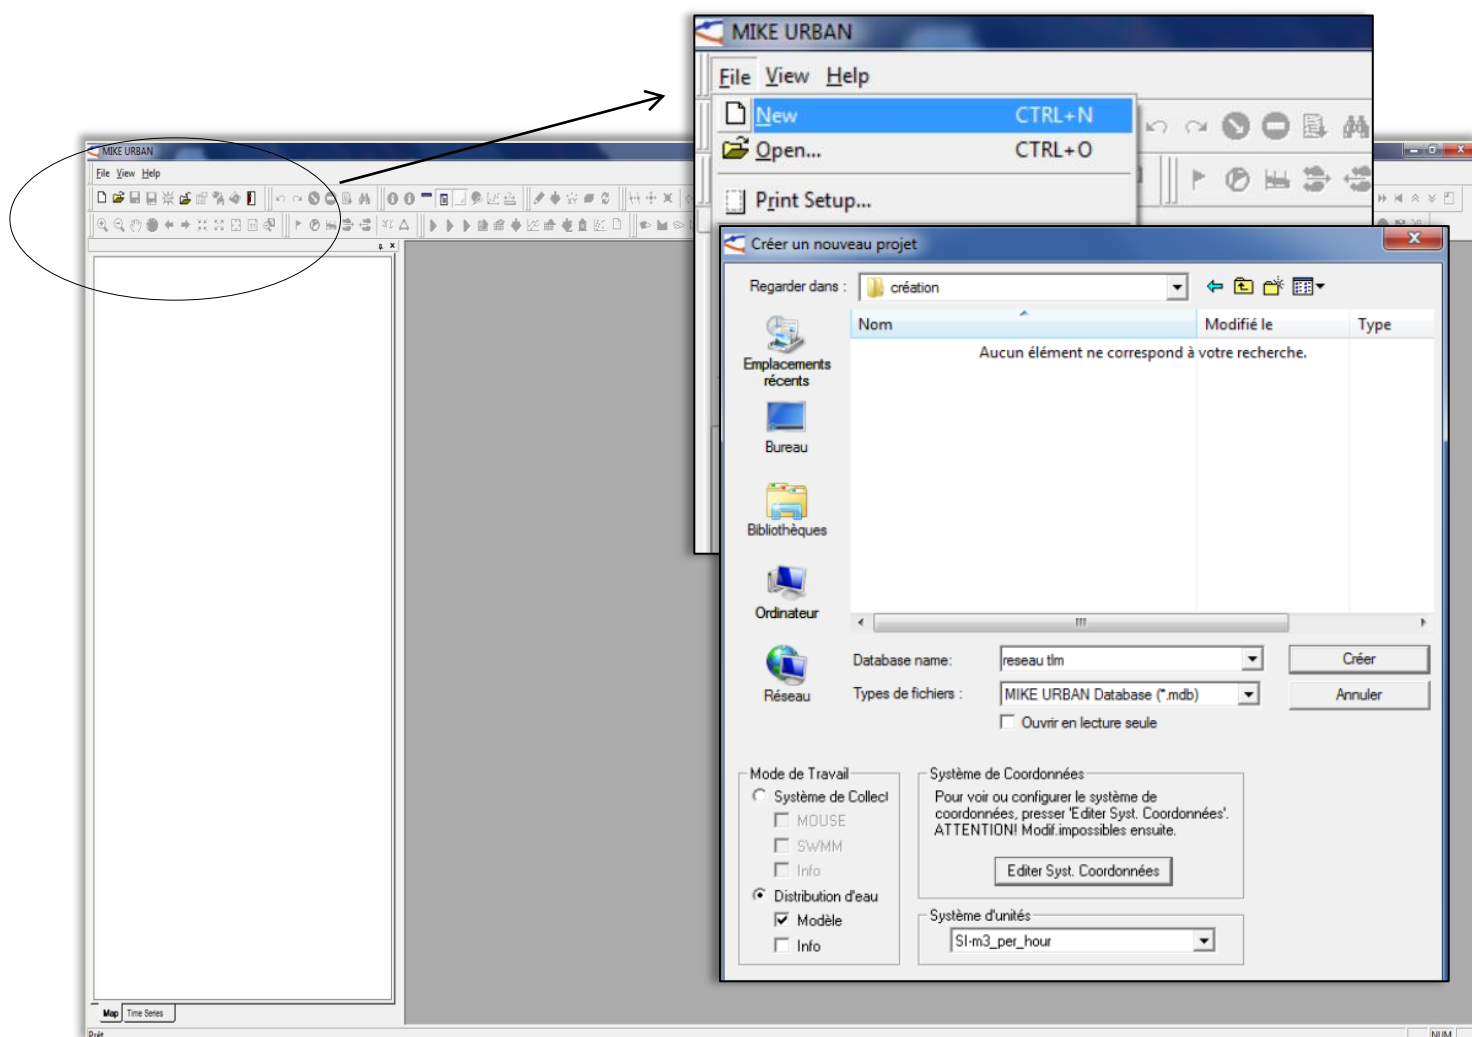 MIKE URBAN
File View Help
New CTRL+N
Open... CTRL+O
Print Setup...
MIKE URBAN
File View Help
Créer un nouveau projet
Regarder dans : création
Nom Modifié le Type
Aucun élément ne correspond à votre recherche.
Emplacements
récents
Bureau
Bibliothèques
Ordinateur
Réseau
Database name: reseau tlm Créer
Types de fichiers : MIKE URBAN Database (*.mdb) Annuler
Ouvrir en lecture seule
Mode de Travail
Système de Collect
MOUSE
SWMM
Info
Distribution d'eau
Modèle
Info
Système de Coordonnées
Pour voir ou configurer le système de
coordonnées, presser 'Editer Syst. Coordonnées'.
ATTENTION! Modif.impossibles ensuite.
Editer Syst. Coordonnées
Système d'unités
SI-m3_per_hour
Map Time Series
Prêt
NUM